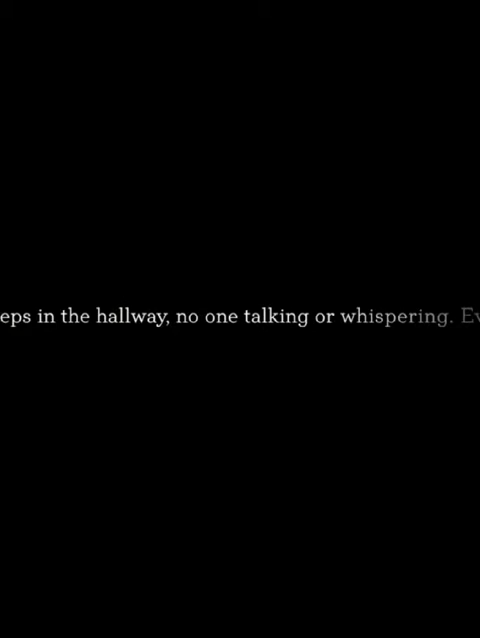 eps in the hallway, no one talking or whispering. Ev